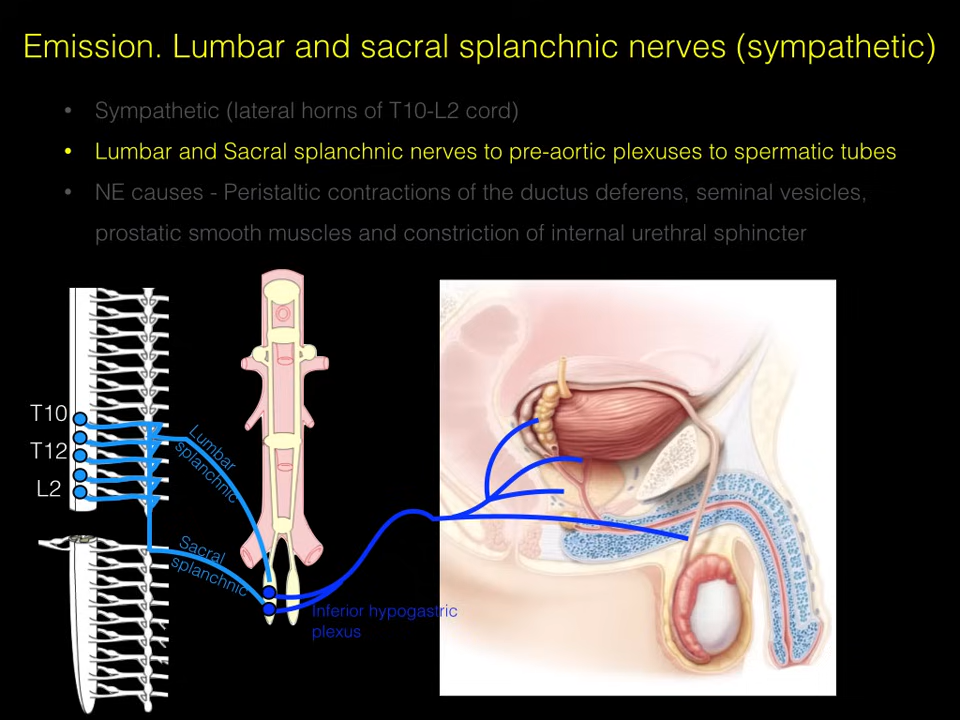 Emission. Lumbar and sacral splanchnic nerves (sympathetic)
• Sympathetic (lateral horns of T10-L2 cord)
• Lumbar and Sacral splanchnic nerves to pre-aortic plexuses to spermatic tubes
• NE causes - Peristaltic contractions of the ductus deferens, seminal vesicles,
prostatic smooth muscles and constriction of internal urethral sphincter
T10
T12
L2
Lumbar
splanchnic
Sacral
splanchnic
Inferior hypogastric
plexus